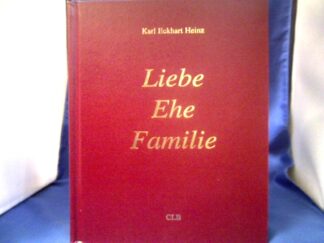 Karl Eckhart Heinz
Liebe
Ehe
Familie
CLB